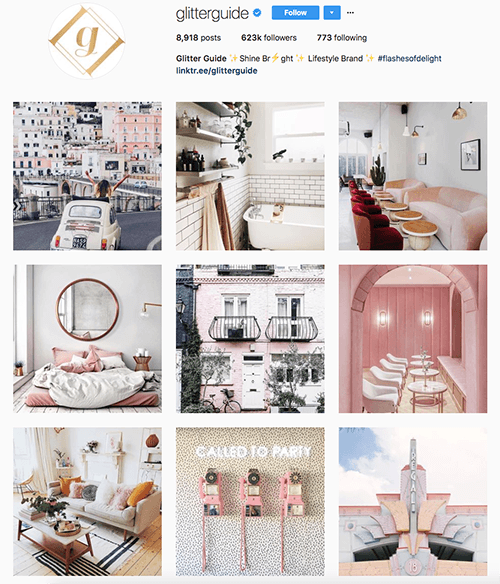 glitterguide Follow
8,918 posts 623k followers 773 following
Glitter Guide ✨Shine Br⚡ght ✨ Lifestyle Brand ✨ #flashesofdelight
linktr.ee/glitterguide
g
CALLED TO PARTY